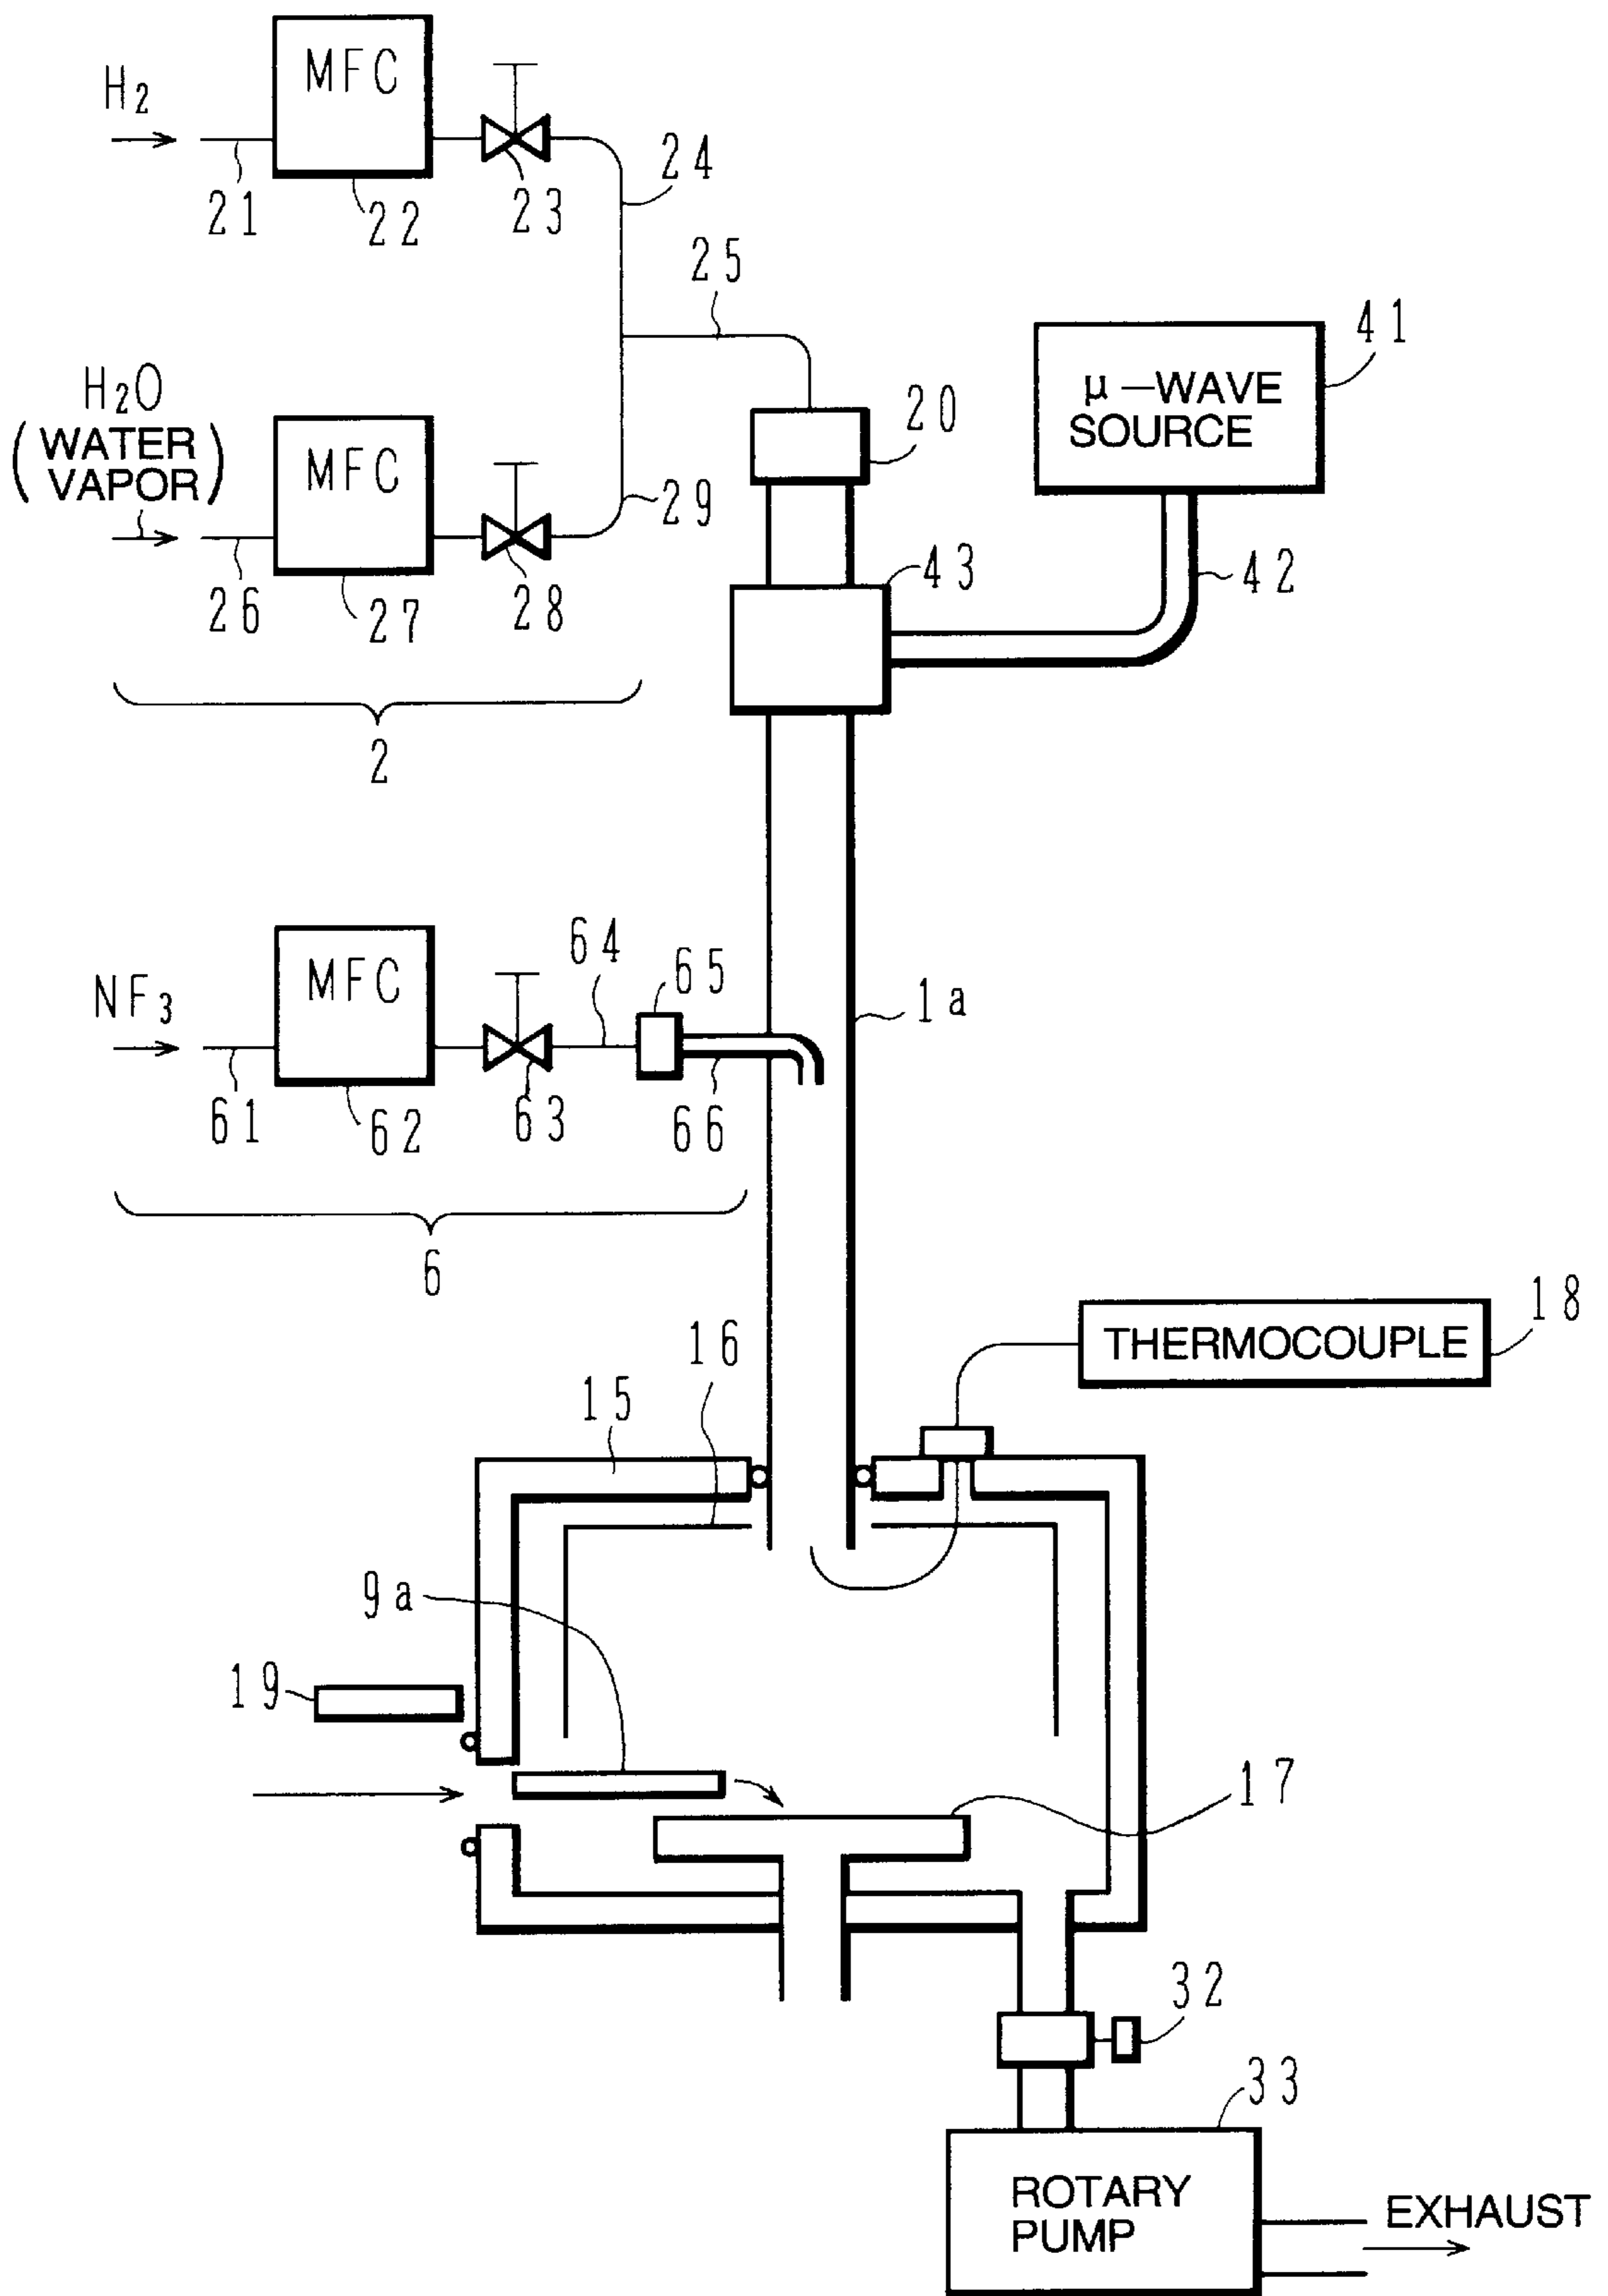 H2
MFC
21
22
23
24
25
H2O
(WATER
VAPOR)
MFC
26
27
28
29
2
20
μ—WAVE
SOURCE
41
42
43
NF3
MFC
61
62
63
64
65
66
6
1a
THERMOCOUPLE
18
16
15
9a
19
17
32
33
ROTARY
PUMP
EXHAUST